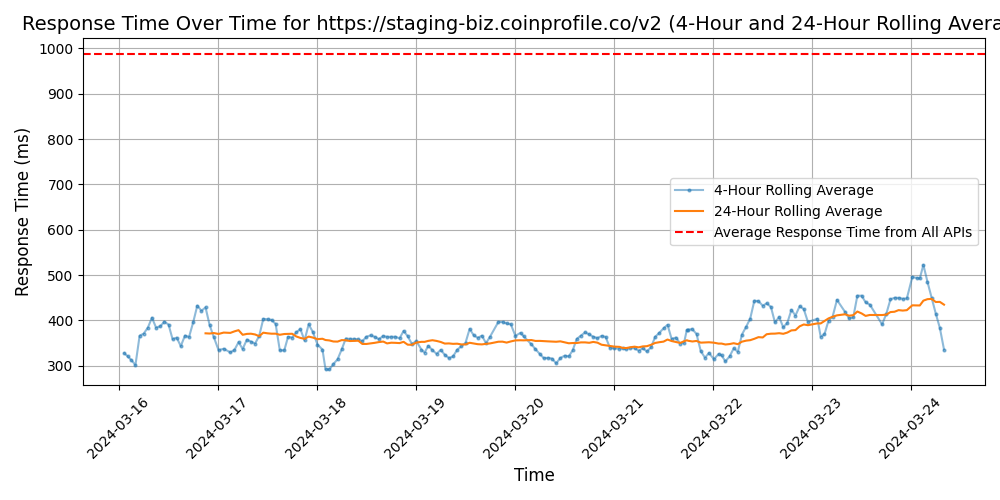 Response Time Over Time for https://staging-biz.coinprofile.co/v2 (4-Hour and 24-Hour Rolling Avera
Response Time (ms)
1000
900
800
700
600
500
400
300
4-Hour Rolling Average
24-Hour Rolling Average
Average Response Time from All APIs
2024-03-16
2024-03-17
2024-03-18
2024-03-19
2024-03-20
2024-03-21
2024-03-22
2024-03-23
2024-03-24
Time